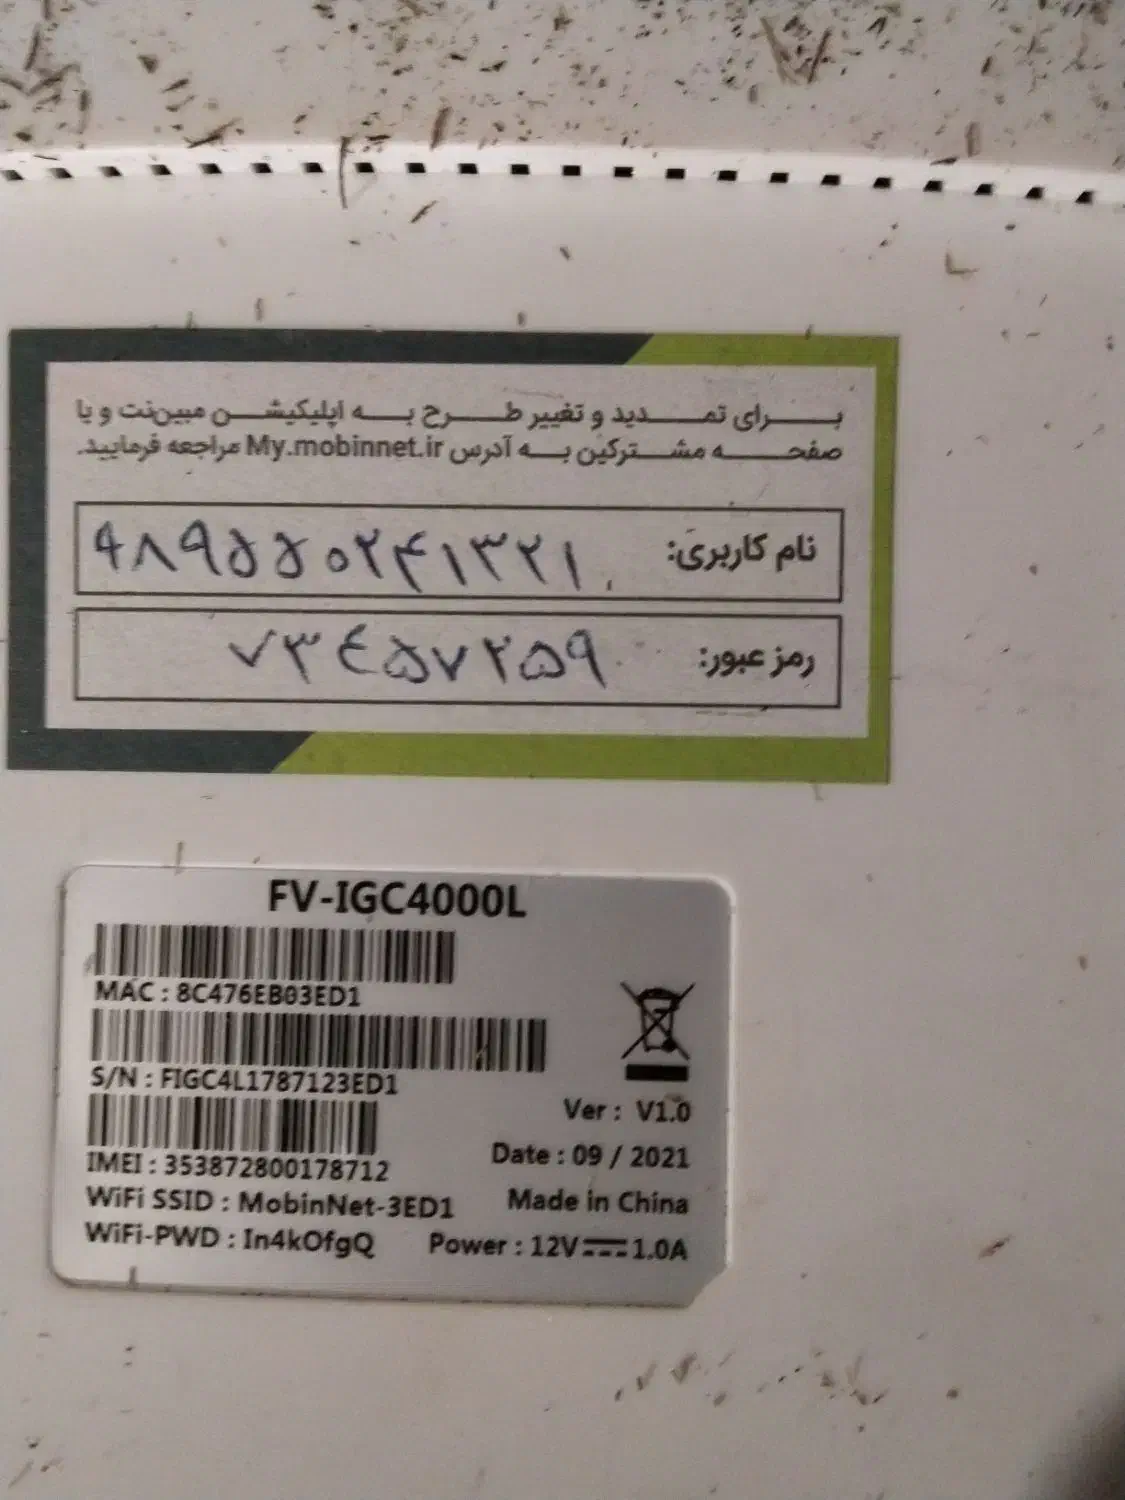 برای تمدید و تغییر طرح به اپلیکیشن مبین‌نت و یا
صفحه مشترکین به آدرس My.mobinnet.ir مراجعه فرمایید.
نام کاربری: ۹۸۹۵۵۰۲۴۱۳۲۱
رمز عبور: ۷۳۴۵۷۲۵۹
FV-IGC4000L
MAC : 8C476EB03ED1
S/N : FIGC4L1787123ED1
Ver : V1.0
IMEI : 353872800178712
Date : 09 / 2021
WiFi SSID : MobinNet-3ED1
Made in China
WiFi-PWD : In4kOfgQ
Power : 12V⎓1.0A